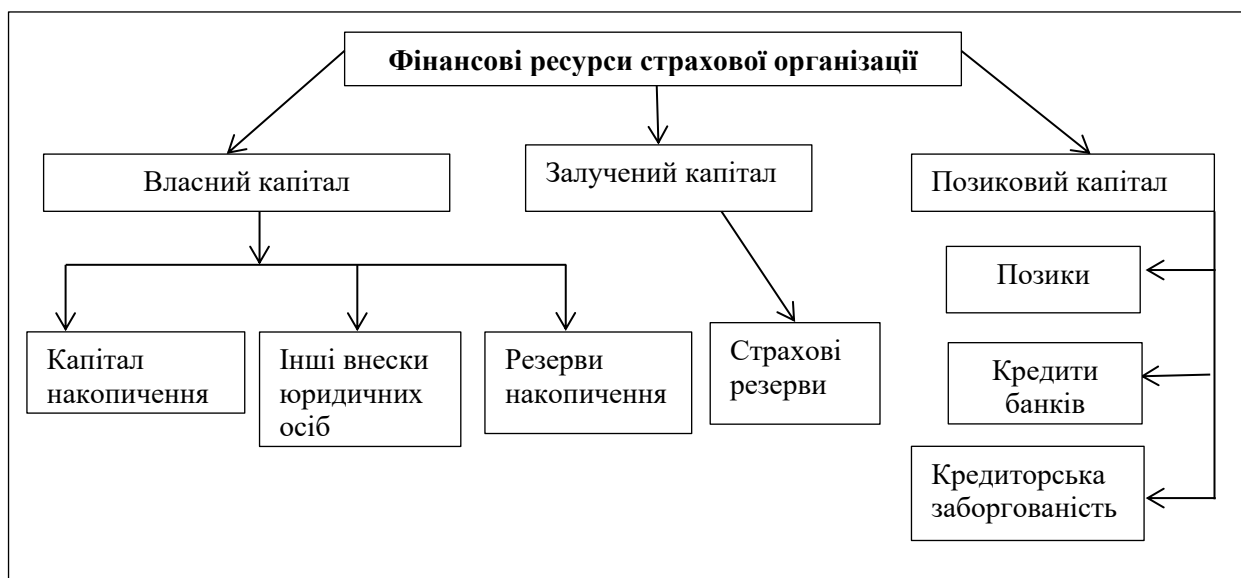 Фінансові ресурси страхової організації
Власний капітал
Залучений капітал
Позиковий капітал
Капітал
накопичення
Інші внески
юридичних
осіб
Резерви
накопичення
Страхові
резерви
Позики
Кредити
банків
Кредиторська
заборгованість